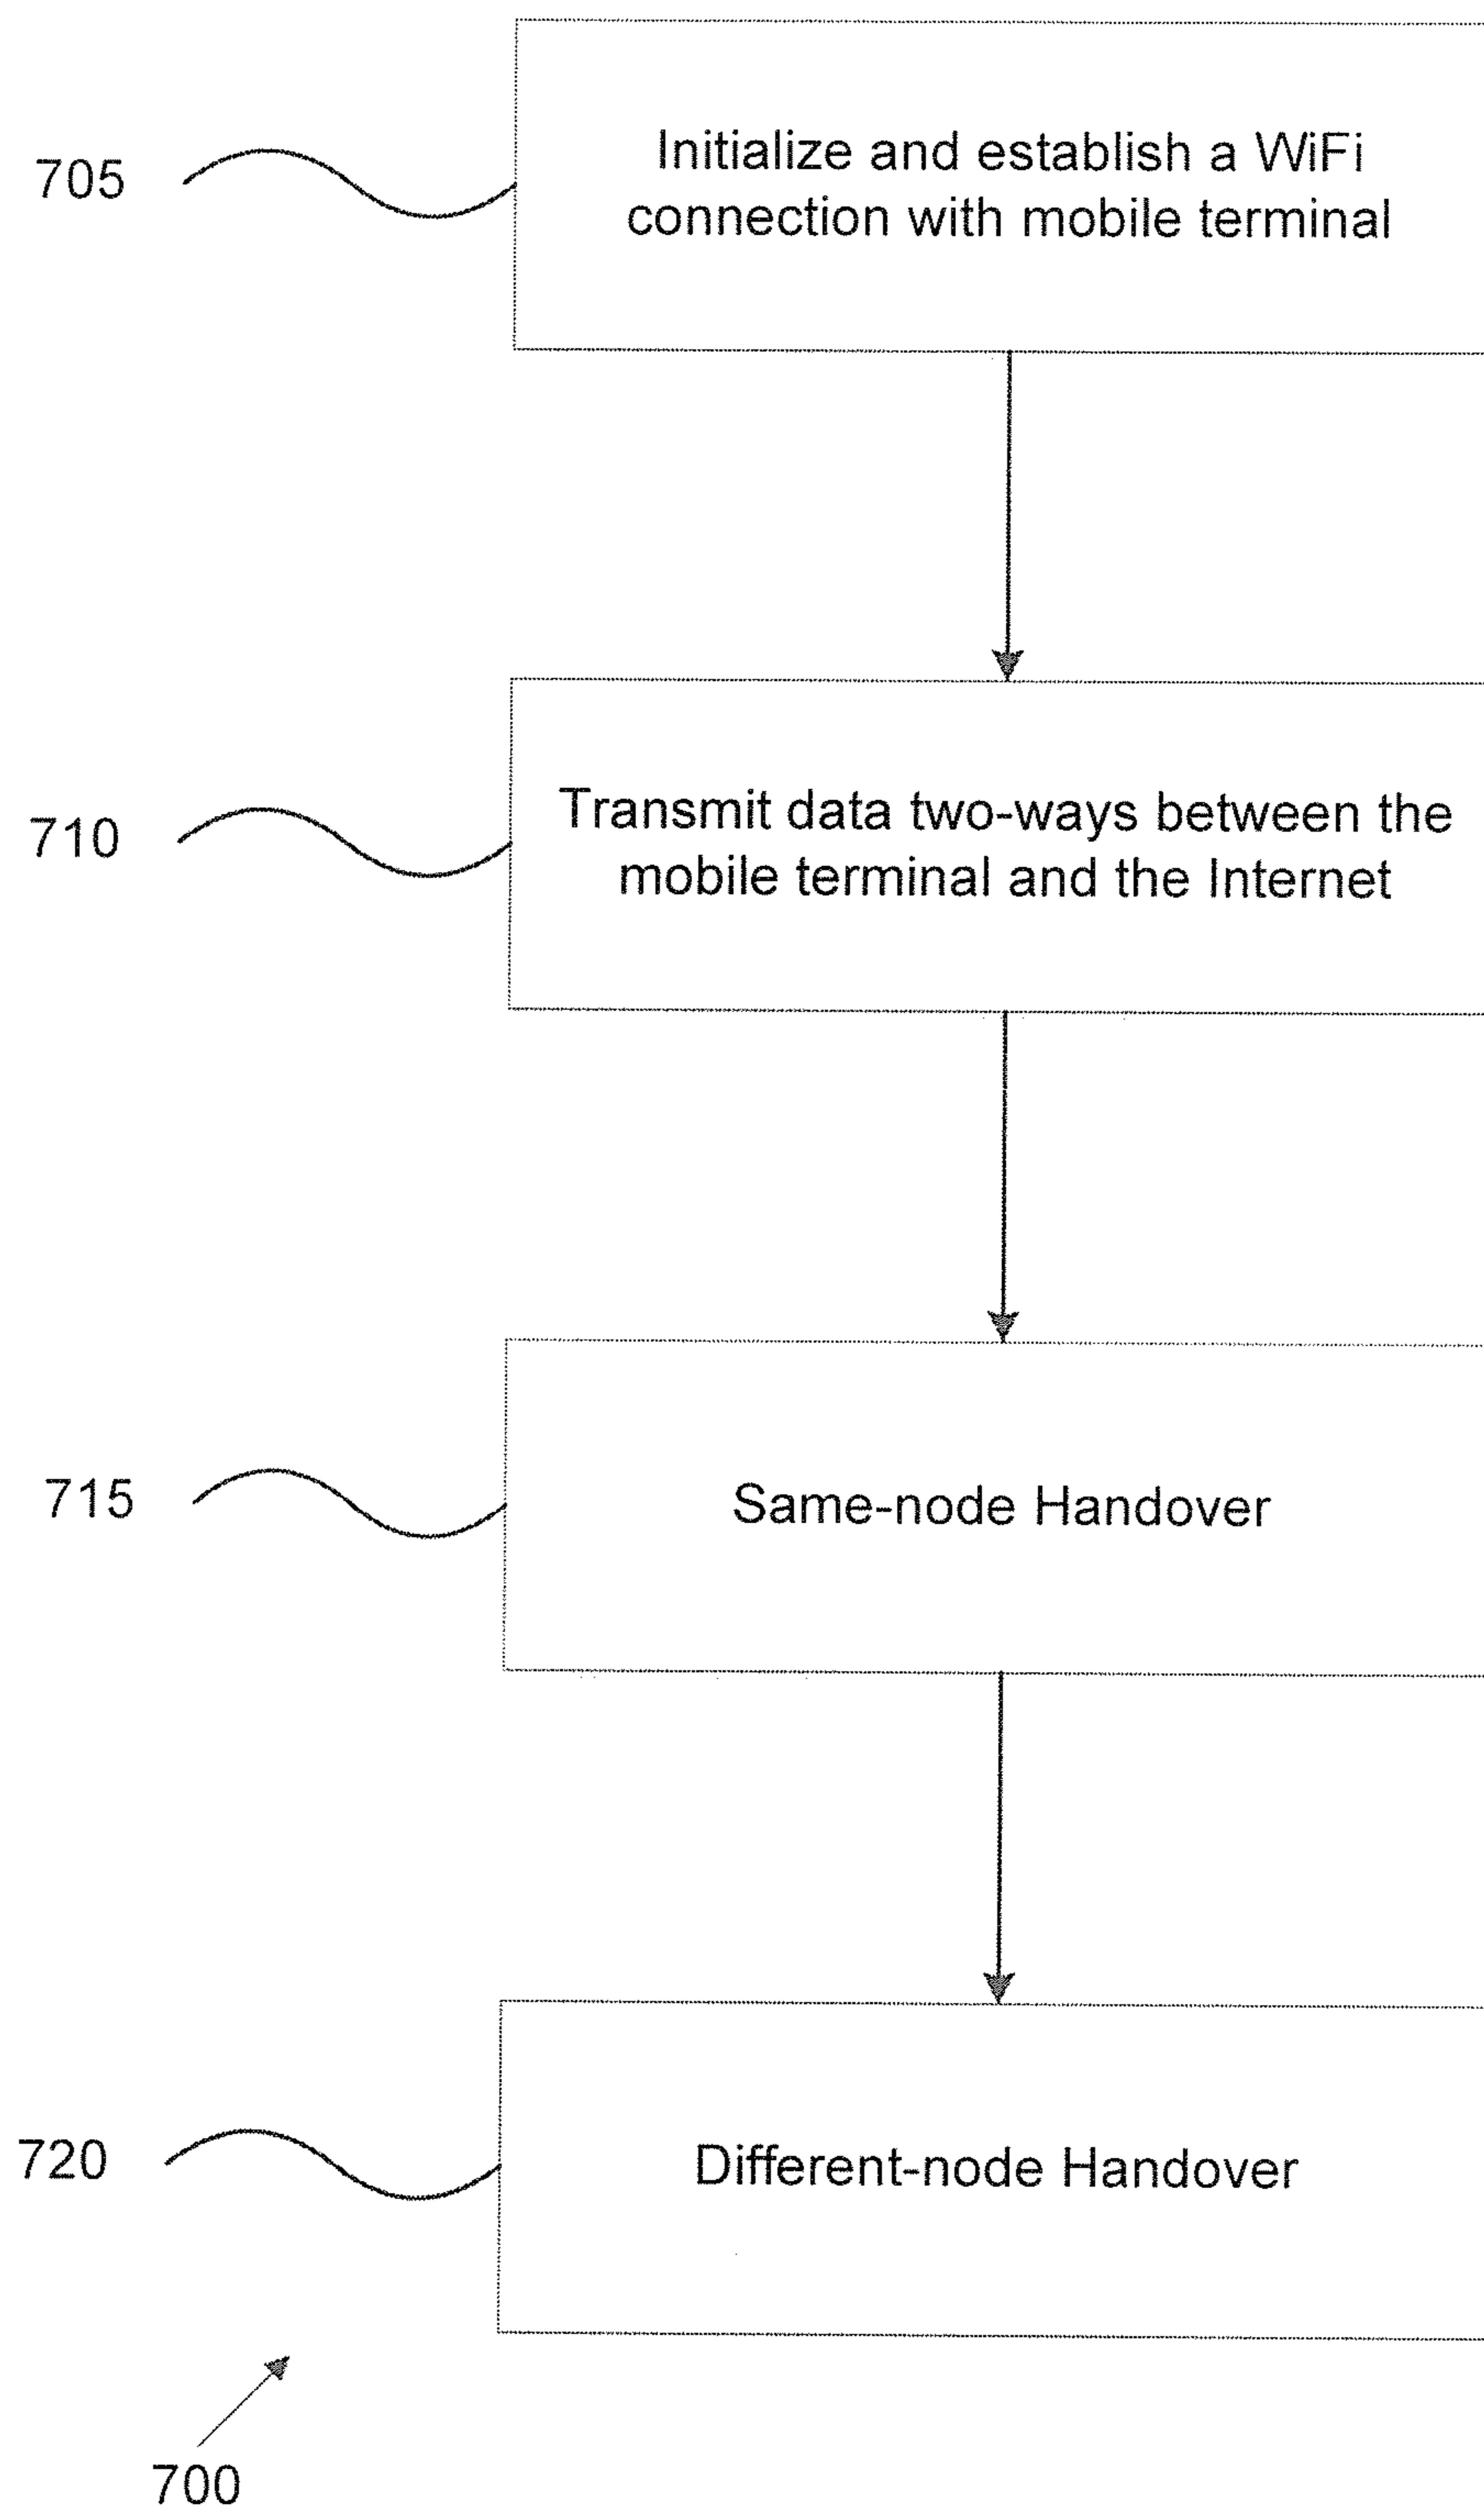 705
Initialize and establish a WiFi
connection with mobile terminal
710
Transmit data two-ways between the
mobile terminal and the Internet
715
Same-node Handover
720
Different-node Handover
700